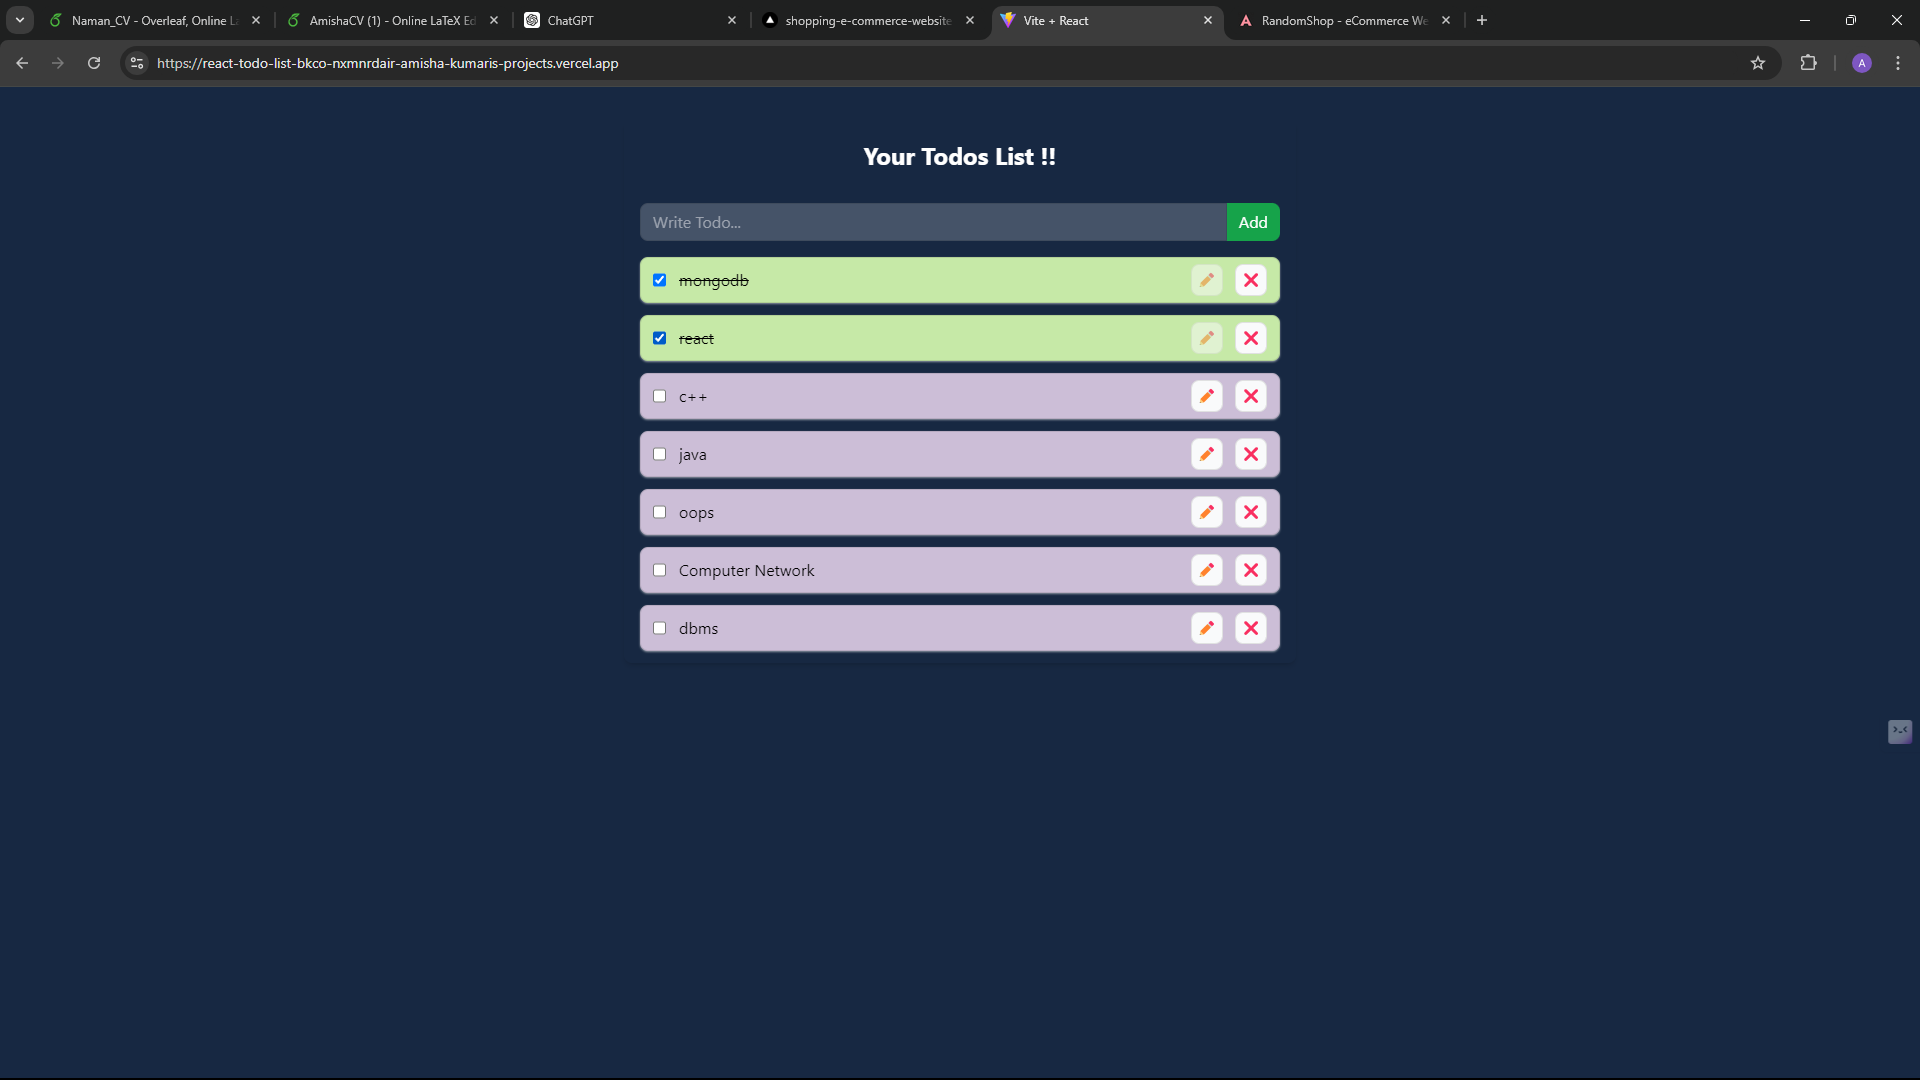 Naman_CV - Overleaf, Online L
AmishaCV (1) - Online LaTeX Ed
ChatGPT
shopping-e-commerce-website
Vite + React
RandomShop - eCommerce We
https://react-todo-list-bkco-nxmnrdair-amisha-kumaris-projects.vercel.app
A
Your Todos List !!
Write Todo...
Add
mongodb
react
c++
java
oops
Computer Network
dbms